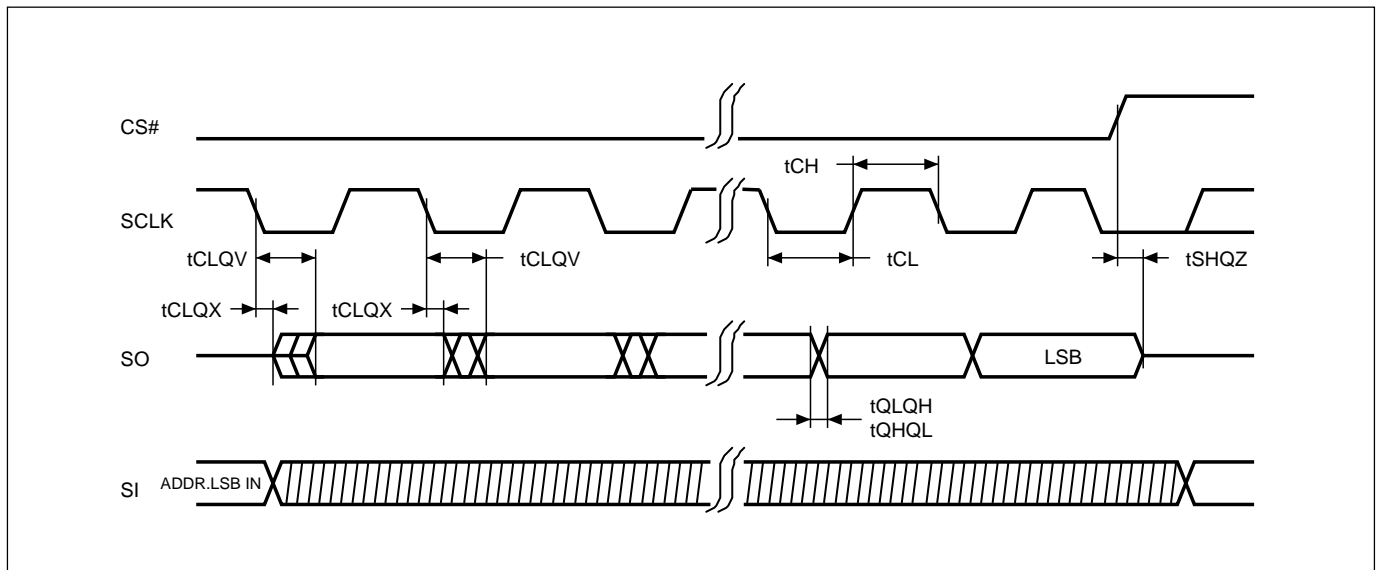 CS#
tCH
SCLK
tCLQV
tCLQV
tCL
tSHQZ
tCLQX
tCLQX
SO
LSB
tQLQH
tQHQL
SI
ADDR.LSB IN